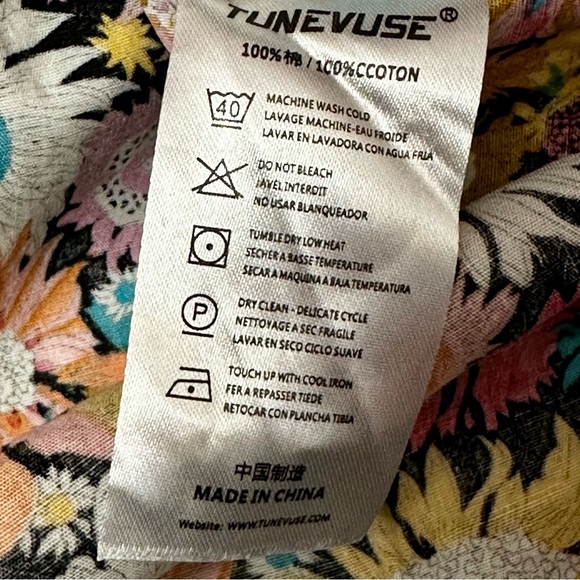 TUNEVUSE®
100%棉 / 100%CCOTON
40
MACHINE WASH COLD
LAVAGE MACHINE-EAU FROIDE
LAVAR EN LAVADORA CON AGUA FRIA
DO NOT BLEACH
JAVEL INTERDIT
NO USAR BLANQUEADOR
TUMBLE DRY LOW HEAT
SECHER A BASSE TEMPERATURE
SECAR A MAQUINA A BAJA TEMPERATURA
P
DRY CLEAN - DELICATE CYCLE
NETTOYAGE A SEC FRAGILE
LAVAR EN SECO CICLO SUAVE
TOUCH UP WITH COOL IRON
FER A REPASSER TIEDE
RETOCAR CON PLANCHA TIBIA
中国制造
MADE IN CHINA
Website: WWW.TUNEVUSE.COM